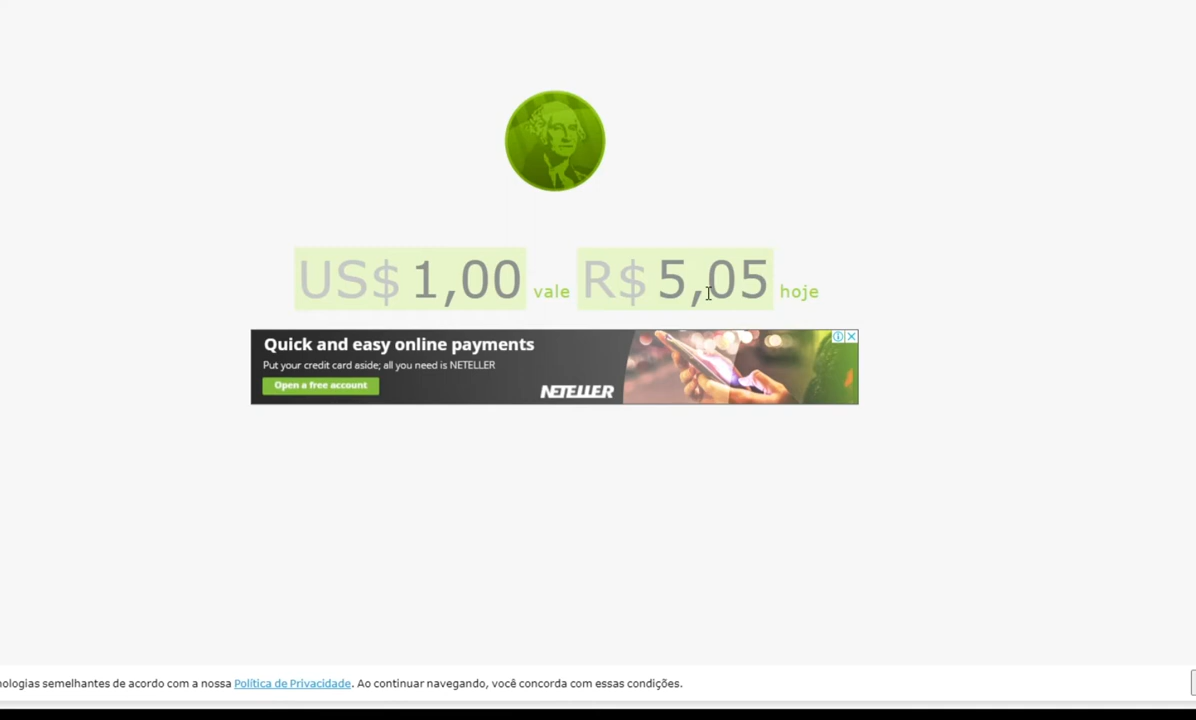 US$ 1,00 vale R$ 5,05 hoje
Quick and easy online payments
Put your credit card aside; all you need is NETELLER
Open a free account
NETELLER
nologias semelhantes de acordo com a nossa Política de Privacidade. Ao continuar navegando, você concorda com essas condições.